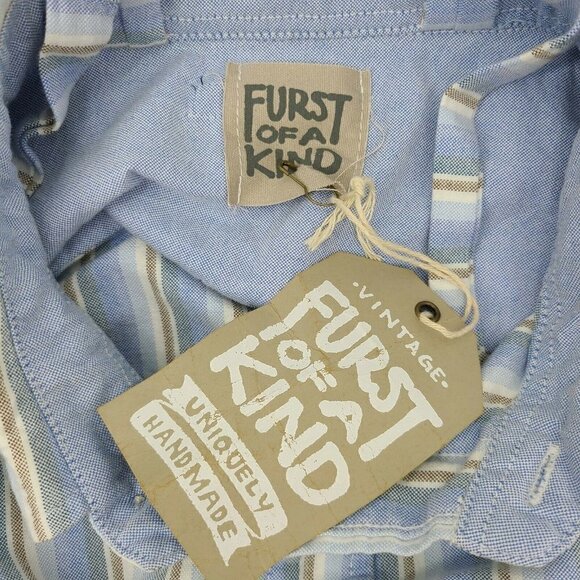 FURST
OF A
KIND
·VINTAGE·
FURST
OF A
KIND
UNIQUELY
HANDMADE